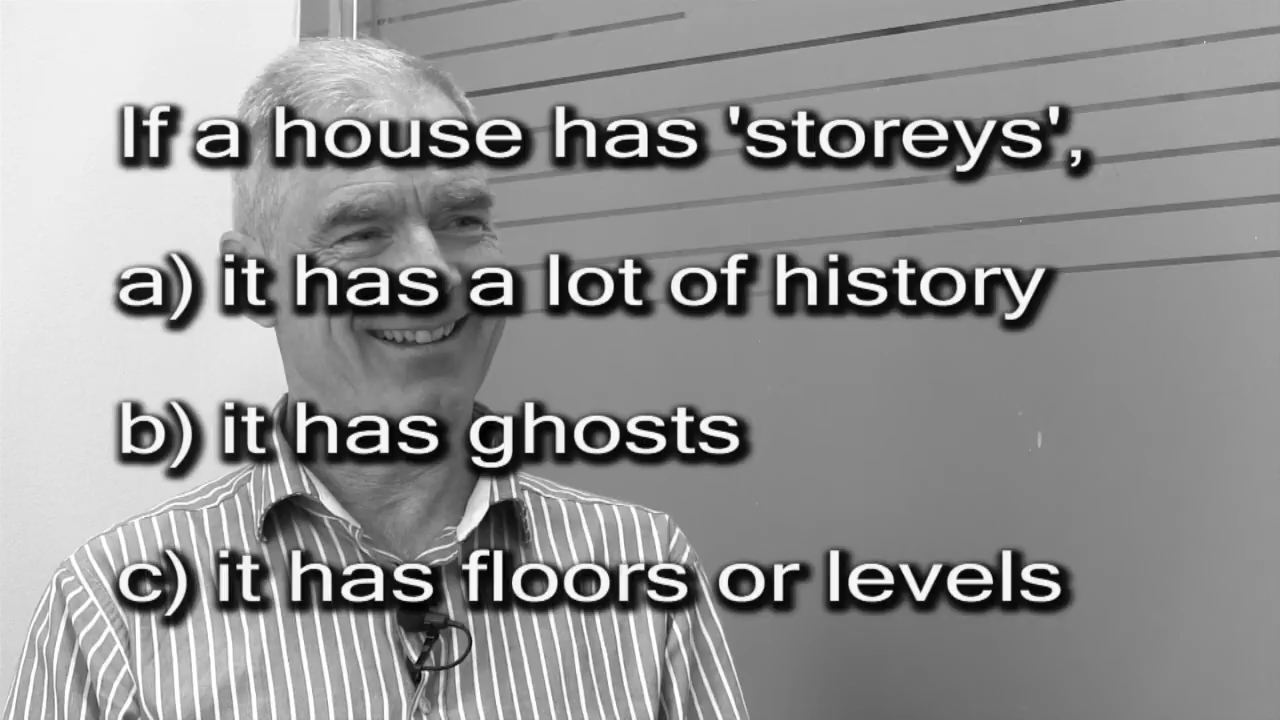 If a house has 'storeys',
a) it has a lot of history
b) it has ghosts
c) it has floors or levels